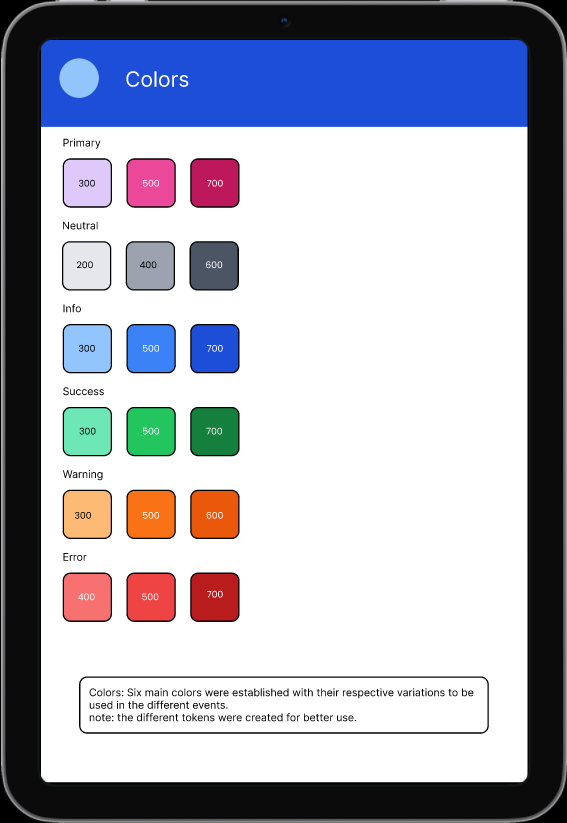 Colors
Primary
300 500 700
Neutral
200 400 600
Info
300 500 700
Success
300 500 700
Warning
300 500 600
Error
400 500 700
Colors: Six main colors were established with their respective variations to be
used in the different events.
note: the different tokens were created for better use.